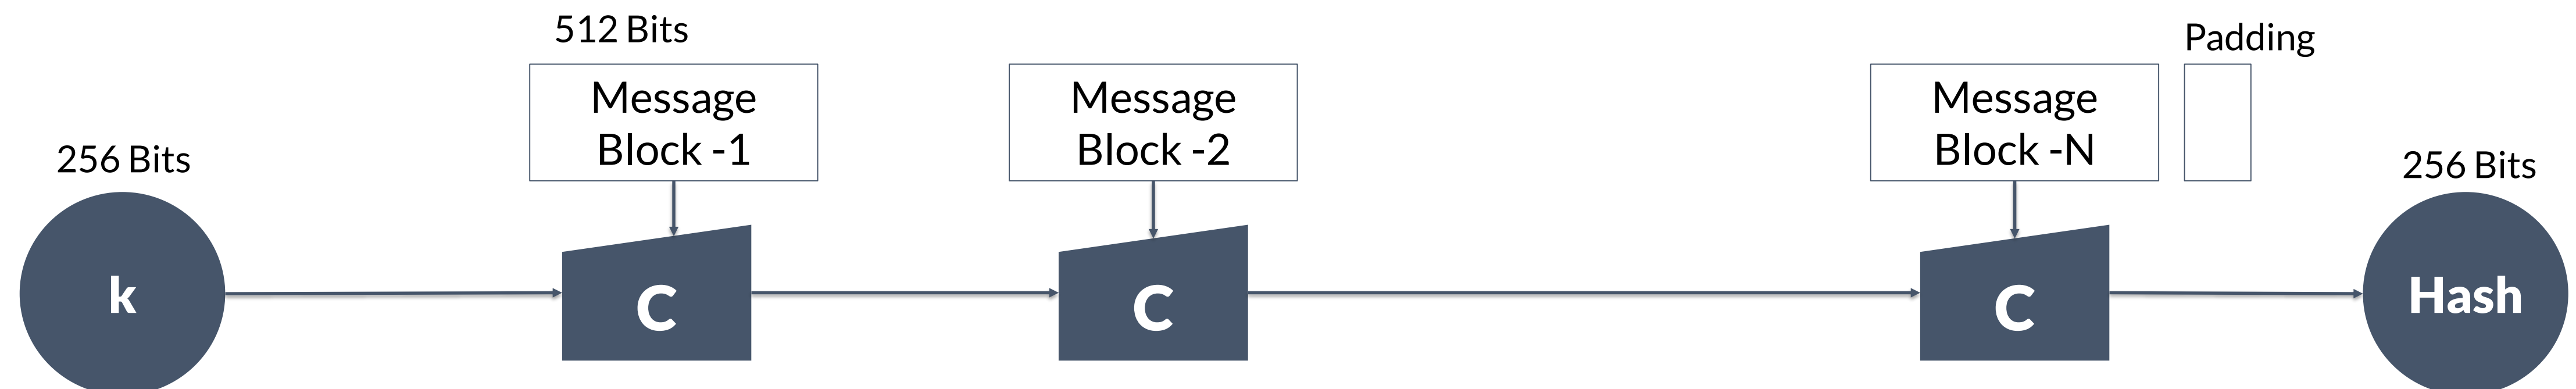 512 Bits
Padding
Message
Block -1
Message
Block -2
Message
Block -N
256 Bits
256 Bits
k
C
C
C
Hash